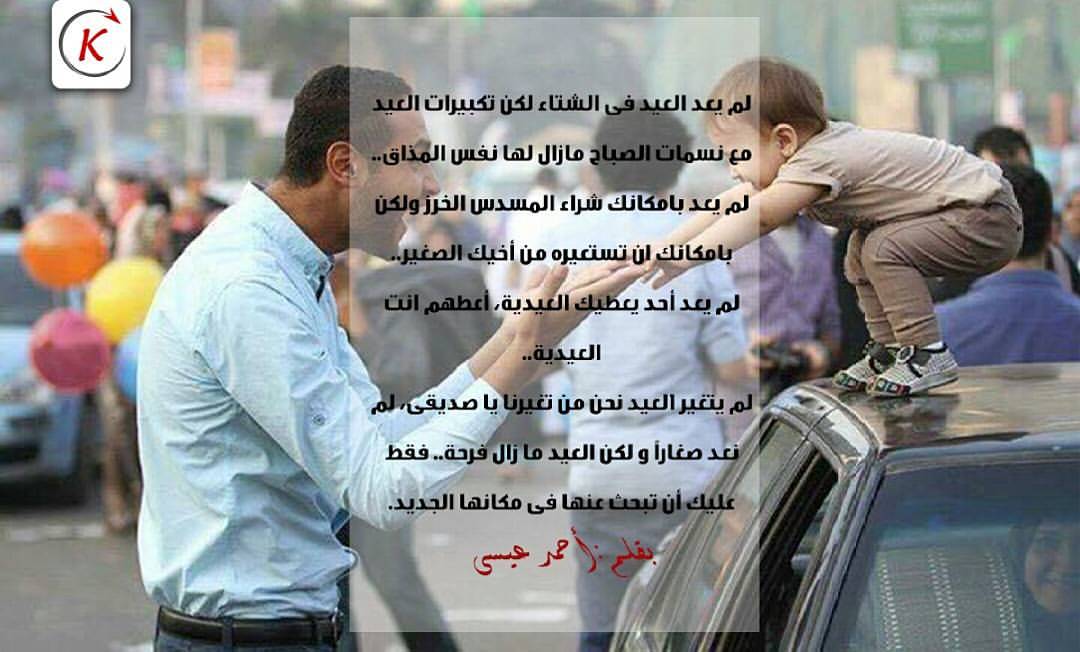 K
لم يعد العيد فى الشتاء لكن تكبيرات العيد
مع نسمات الصباح مازال لها نفس المذاق..
لم يعد بامكانك شراء المسدس الخرز ولكن
بامكانك ان تستعيره من أخيك الصغير..
لم يعد أحد يعطيك العيدية، أعطهم انت
العيدية..
لم يتغير العيد نحن من تغيرنا يا صديقى، لم
نعد صغاراً و لكن العيد ما زال فرحة.. فقط
عليك أن تبحث عنها فى مكانها الجديد.
بقلم :أحمد عيسى